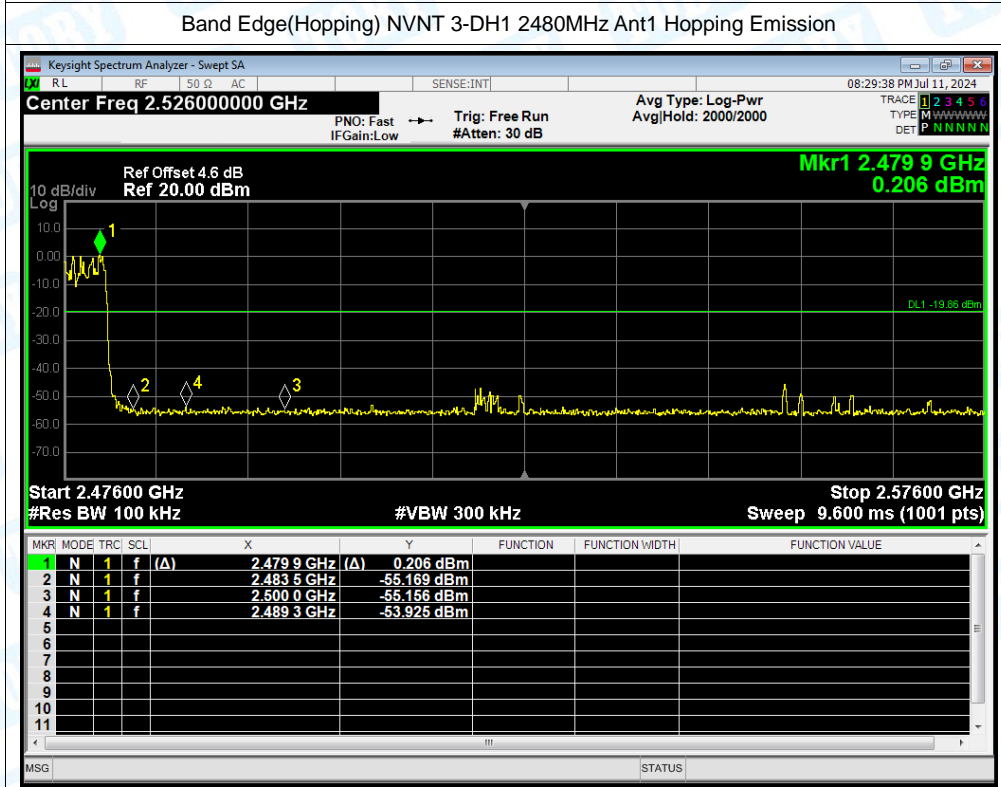 Band Edge(Hopping) NVNT 3-DH1 2480MHz Ant1 Hopping Emission
Keysight Spectrum Analyzer - Swept SA
LXI RL RF 50 Ω AC SENSE:INT 08:29:38 PM Jul 11, 2024
Center Freq 2.526000000 GHz Avg Type: Log-Pwr TRACE 1 2 3 4 5 6
PNO: Fast Trig: Free Run Avg|Hold: 2000/2000 TYPE M WWWWW
IFGain:Low #Atten: 30 dB DET P N N N N N
Mkr1 2.479 9 GHz
Ref Offset 4.6 dB
10 dB/div Ref 20.00 dBm 0.206 dBm
Log
10.0
1
0.00
-10.0
-20.0
DL1 -19.86 dBm
-30.0
-40.0
2 4 3
-50.0
-60.0
-70.0
Start 2.47600 GHz Stop 2.57600 GHz
#Res BW 100 kHz #VBW 300 kHz Sweep 9.600 ms (1001 pts)
MKR MODE TRC SCL X Y FUNCTION FUNCTION WIDTH FUNCTION VALUE
1 N 1 f (Δ) 2.479 9 GHz (Δ) 0.206 dBm
2 N 1 f 2.483 5 GHz -55.169 dBm
3 N 1 f 2.500 0 GHz -55.156 dBm
4 N 1 f 2.489 3 GHz -53.925 dBm
5
6
7
8
9
10
11
MSG STATUS